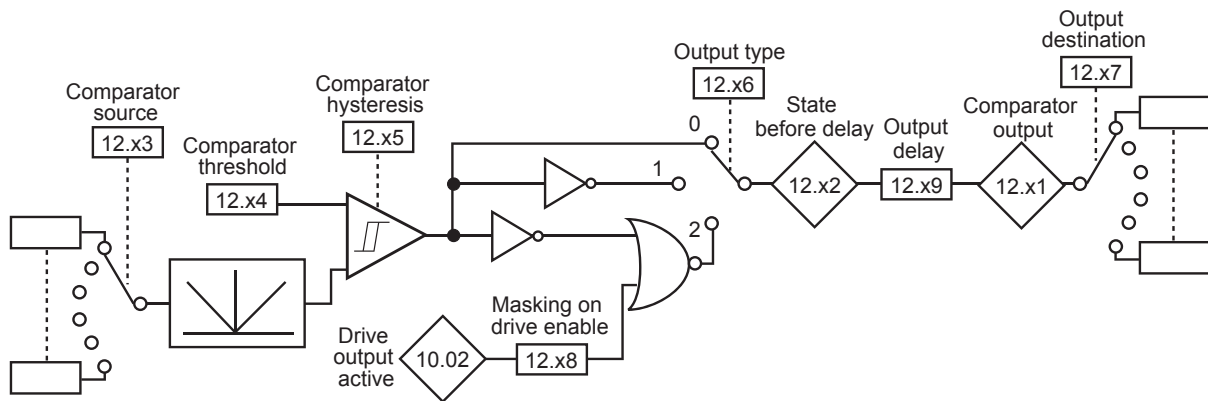 Comparator
source
12.x3
Comparator
threshold
12.x4
Comparator
hysteresis
12.x5
Drive
output
active
10.02
Masking on
drive enable
12.x8
0
1
2
Output type
12.x6
State
before delay
12.x2
Output
delay
12.x9
Comparator
output
12.x1
Output
destination
12.x7